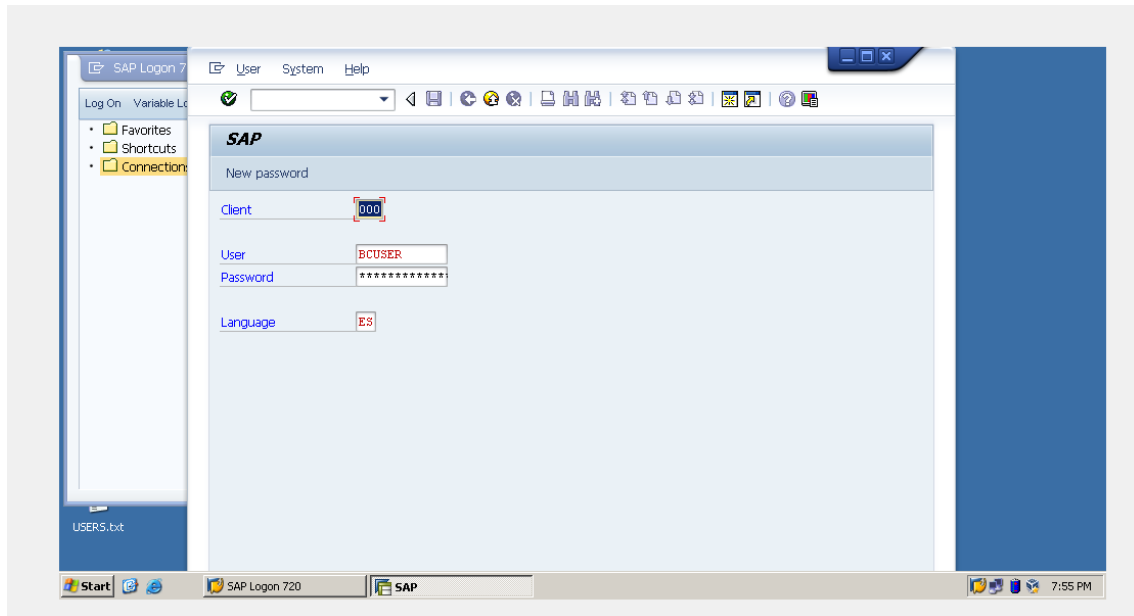 SAP Logon 7
User System Help
Log On Variable Lo
Favorites
Shortcuts
Connections
SAP
New password
Client 000
User BCUSER
Password *************
Language ES
USERS.txt
Start SAP Logon 720 SAP 7:55 PM